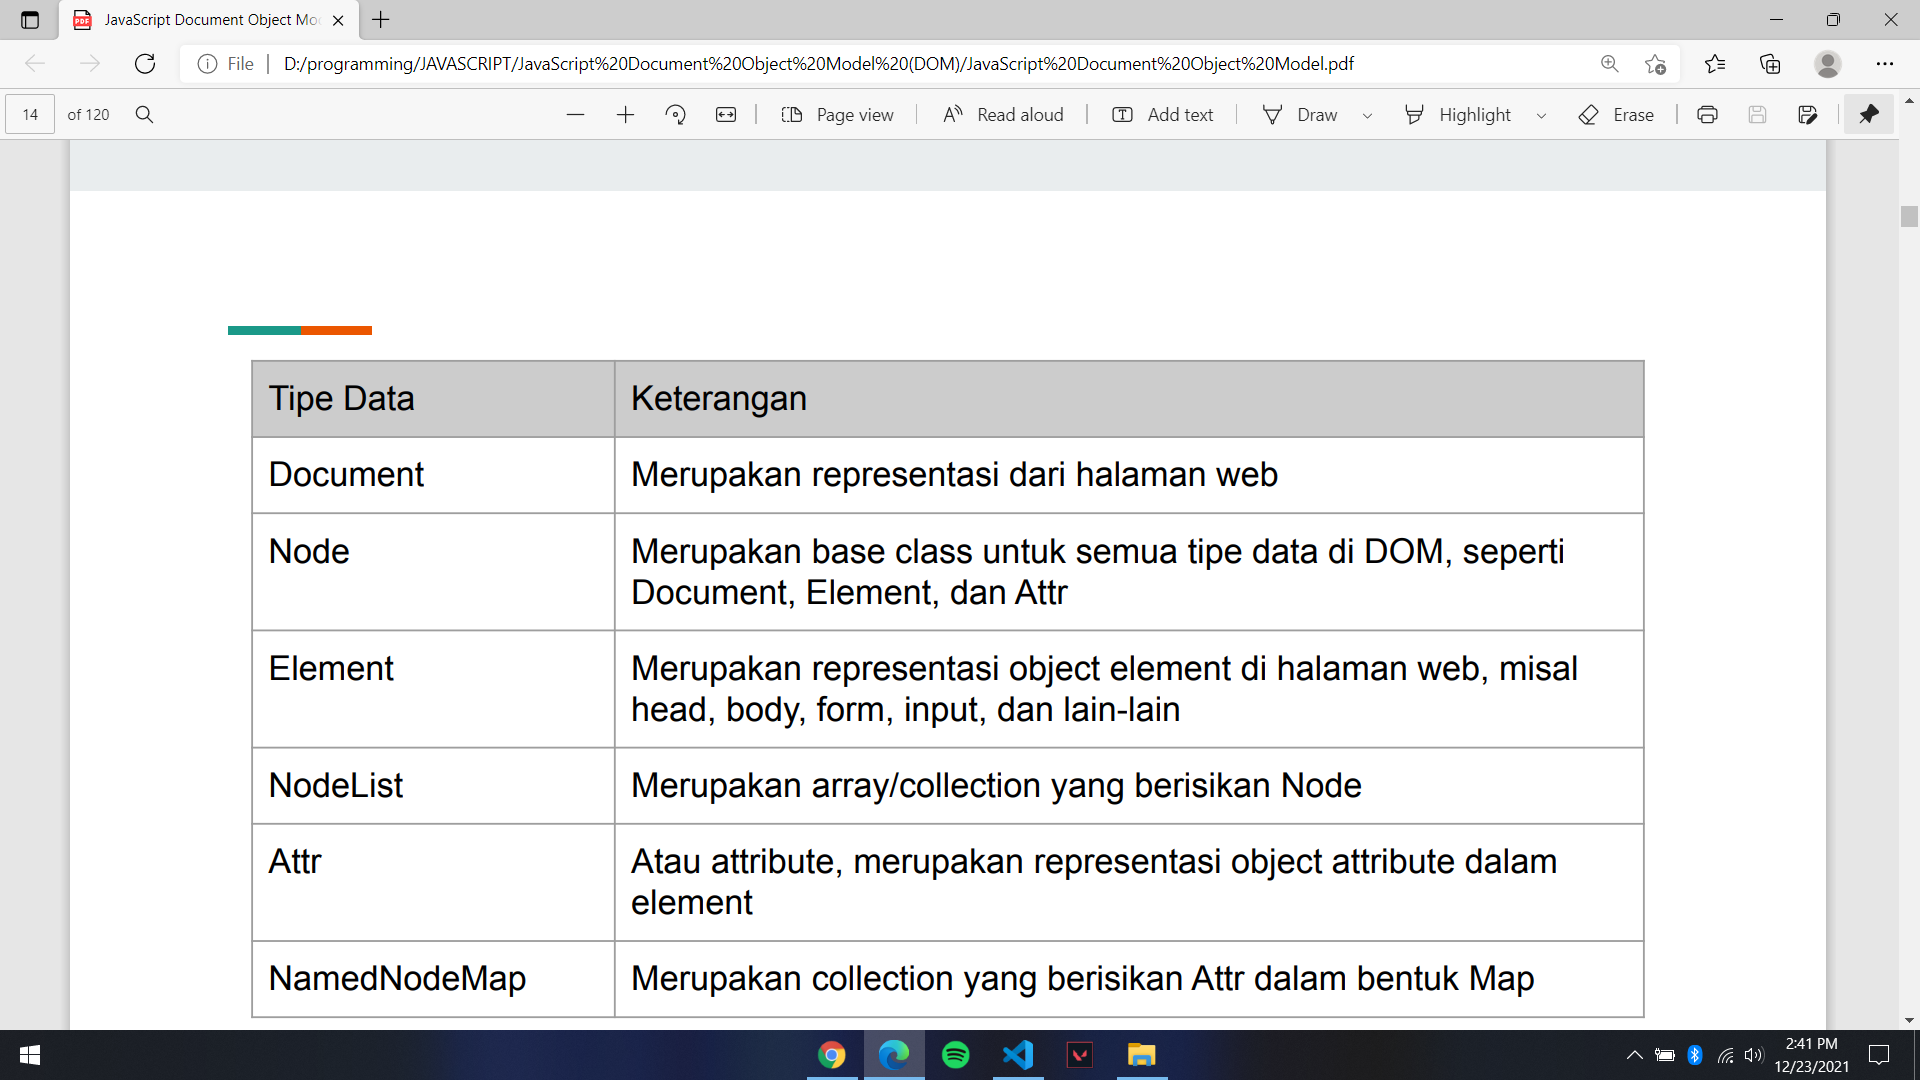 JavaScript Document Object Mo
File
D:/programming/JAVASCRIPT/JavaScript%20Document%20Object%20Model%20(DOM)/JavaScript%20Document%20Object%20Model.pdf
14 of 120
Page view
Read aloud
Add text
Draw
Highlight
Erase
Tipe Data
Keterangan
Document
Merupakan representasi dari halaman web
Node
Merupakan base class untuk semua tipe data di DOM, seperti
Document, Element, dan Attr
Element
Merupakan representasi object element di halaman web, misal
head, body, form, input, dan lain-lain
NodeList
Merupakan array/collection yang berisikan Node
Attr
Atau attribute, merupakan representasi object attribute dalam
element
NamedNodeMap
Merupakan collection yang berisikan Attr dalam bentuk Map
2:41 PM
12/23/2021